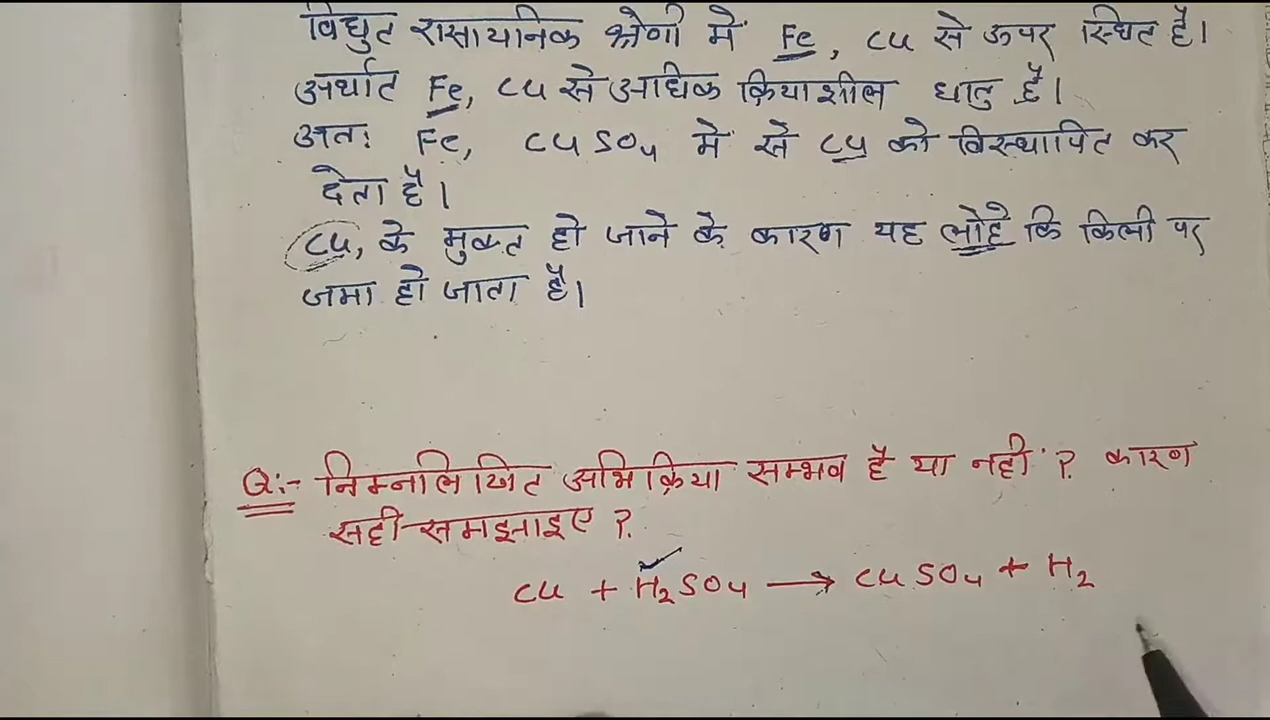 विद्युत रासायनिक श्रेणी में Fe, Cu से ऊपर स्थित है।
अर्थात Fe, Cu से अधिक क्रियाशील धातु है।
अतः Fe, CuSO₄ में से Cu को विस्थापित कर
देता है।
Cu, के मुक्त हो जाने के कारण यह लोहे कि किली पर
जमा हो जाता है।
Q:- निम्नलिखित अभिक्रिया सम्भव है या नही ? कारण
सही समझाइए ?
Cu + H₂SO₄ → CuSO₄ + H₂